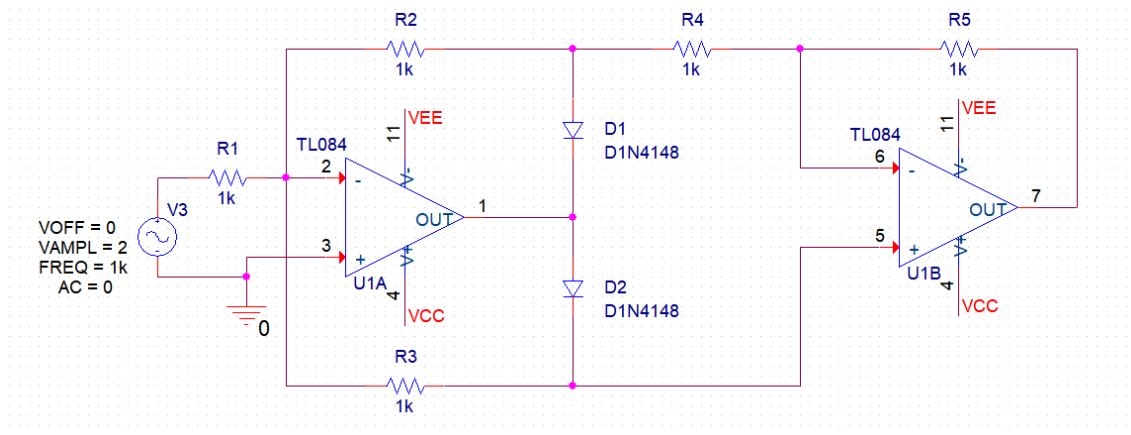 R2
1k
R4
1k
R5
1k
VEE
11
V-
D1
D1N4148
TL084
R1
1k
2
-
OUT
1
3
+
V+
U1A
4
VCC
V3
VOFF = 0
VAMPL = 2
FREQ = 1k
AC = 0
0
D2
D1N4148
R3
1k
VEE
11
V-
TL084
6
-
OUT
7
5
+
V+
U1B
4
VCC